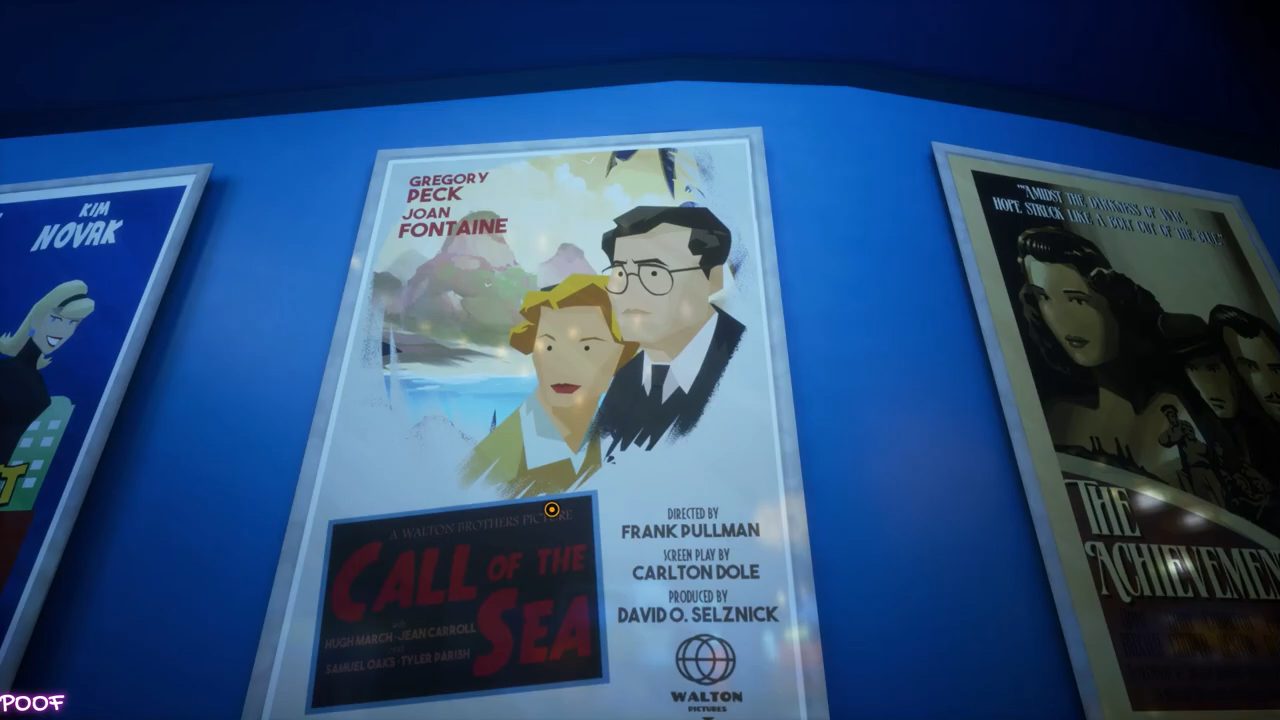 KIM
NOVAK
T
GREGORY
PECK
JOAN
FONTAINE
A WALTON BROTHERS PICTURE
CALL OF THE
SEA
HUGH MARCH · JEAN CARROLL
SAMUEL OAKS · TYLER PARISH
DIRECTED BY
FRANK PULLMAN
SCREEN PLAY BY
CARLTON DOLE
PRODUCED BY
DAVID O. SELZNICK
WALTON
PICTURES
"AMIDST THE DARKNESS OF WAR,
HOPE STRUCK LIKE A BOLT OUT OF THE BLUE"
THE
ACHIEVEMEN
POOF